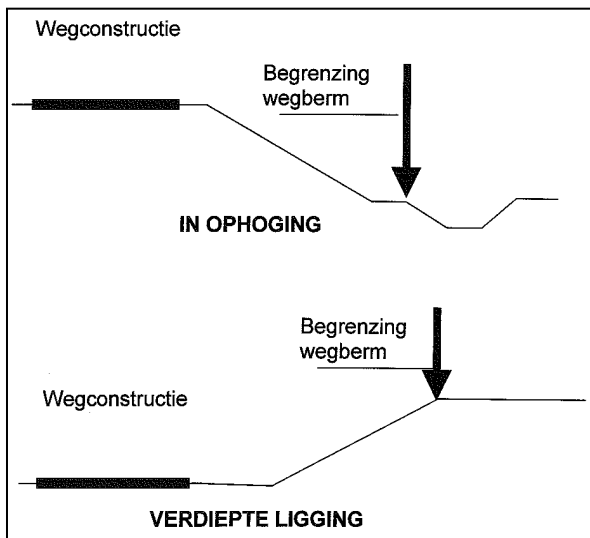 Wegconstructie
Begrenzing
wegberm
IN OPHOGING
Begrenzing
wegberm
Wegconstructie
VERDIEPTE LIGGING